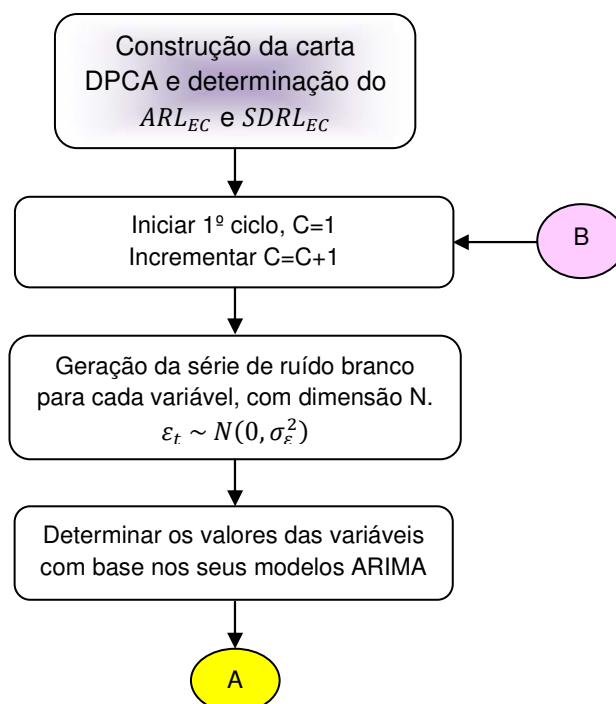 Construção da carta
DPCA e determinação do
ARL_EC e SDRL_EC
Iniciar 1º ciclo, C=1
Incrementar C=C+1
B
Geração da série de ruído branco
para cada variável, com dimensão N.
ε_t ~ N(0, σ_ε^2)
Determinar os valores das variáveis
com base nos seus modelos ARIMA
A